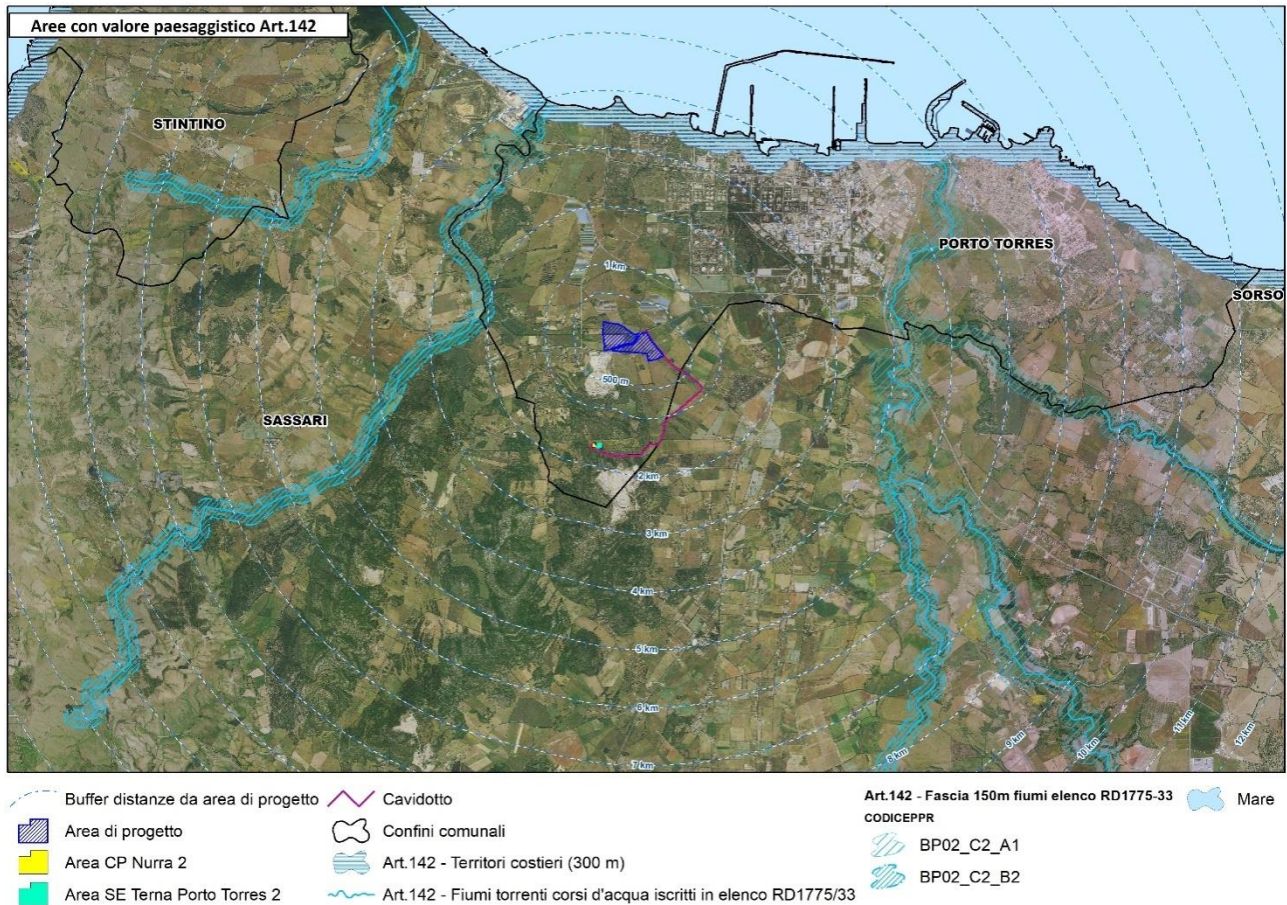 Aree con valore paesaggistico Art.142
STINTINO
PORTO TORRES
SORSO
1 km
500 m
SASSARI
2 km
3 km
4 km
5 km
6 km
7 km
8 km
9 km
10 km
11 km
12 km
Buffer distanze da area di progetto
Area di progetto
Area CP Nurra 2
Area SE Terna Porto Torres 2
Cavidotto
Confini comunali
Art.142 - Territori costieri (300 m)
Art.142 - Fiumi torrenti corsi d'acqua iscritti in elenco RD1775/33
Art.142 - Fascia 150m fiumi elenco RD1775-33
CODICEPPR
BP02_C2_A1
BP02_C2_B2
Mare